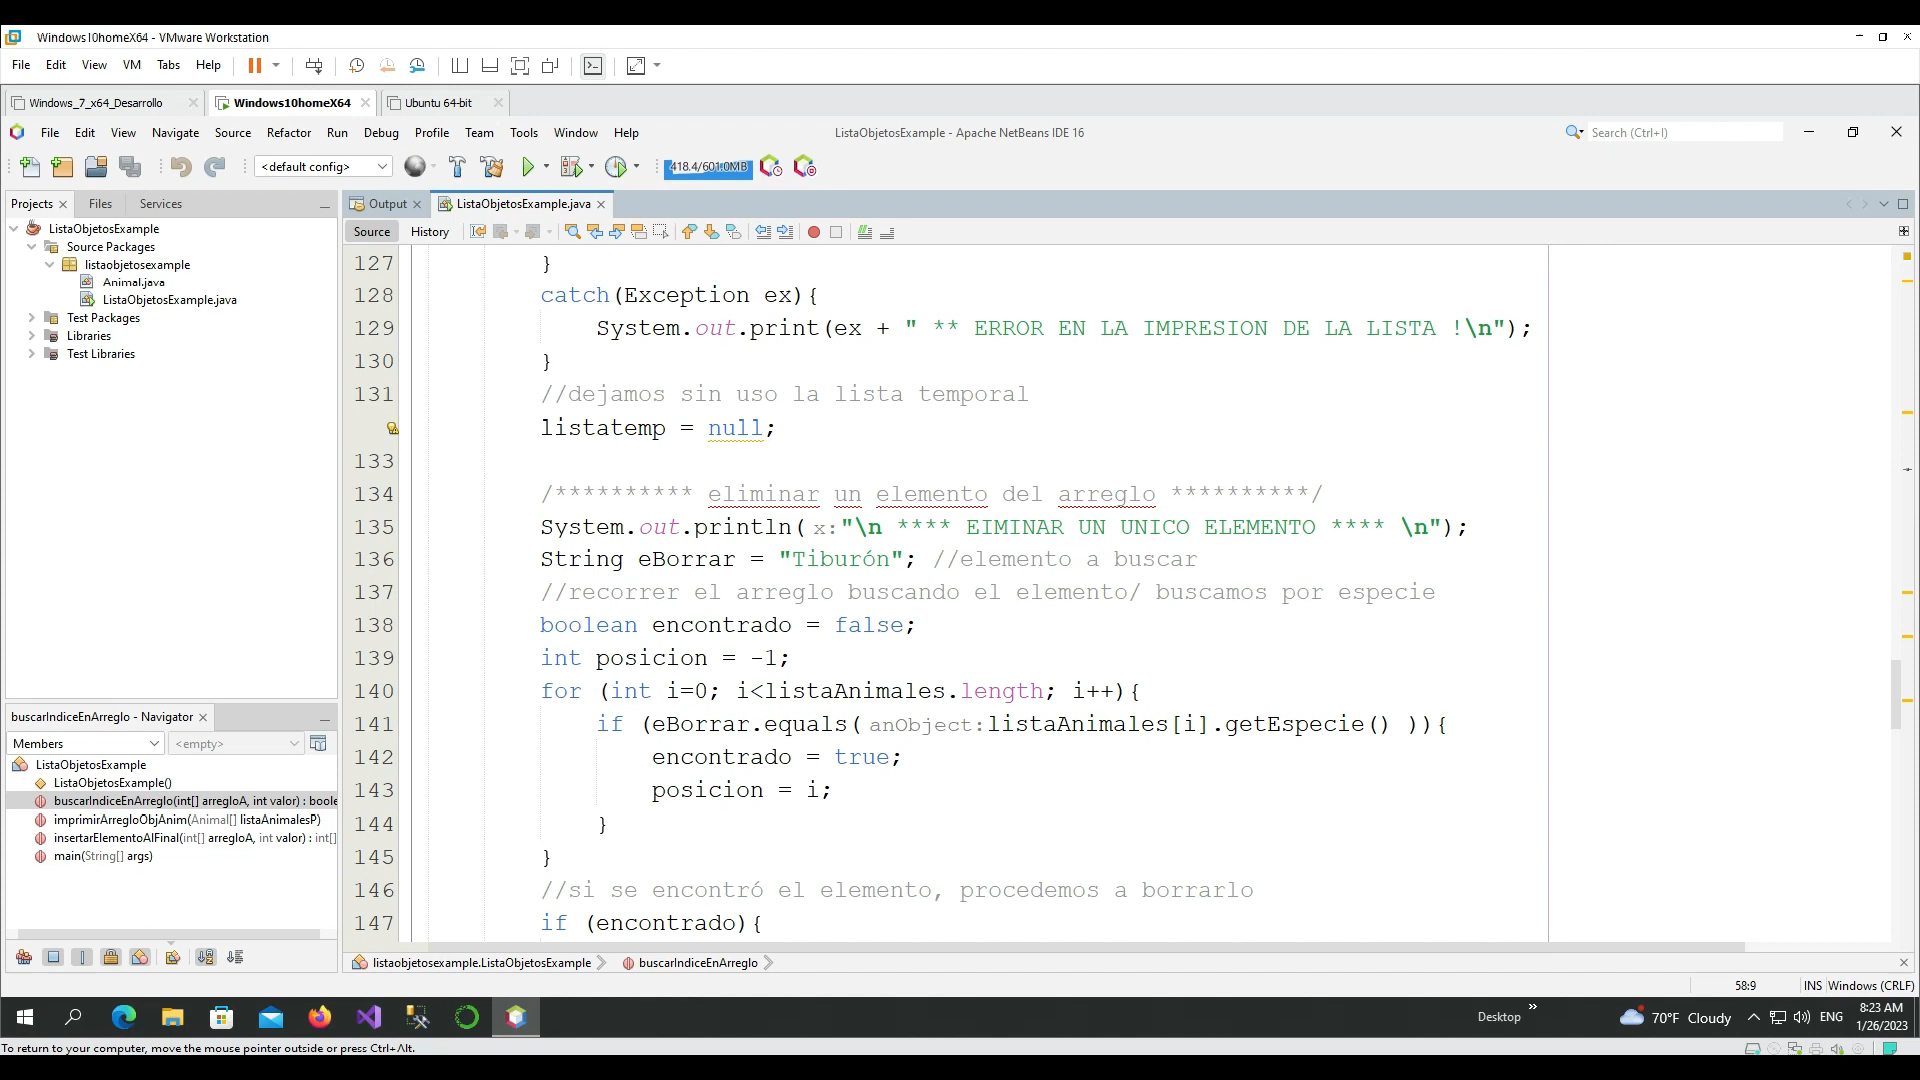 Windows10homeX64 - VMware Workstation
File Edit View VM Tabs Help
Windows_7_x64_Desarrollo Windows10homeX64 Ubuntu 64-bit
File Edit View Navigate Source Refactor Run Debug Profile Team Tools Window Help ListaObjetosExample - Apache NetBeans IDE 16 Search (Ctrl+I)
<default config> 418.4/601.0MB
Projects Files Services Output ListaObjetosExample.java
Source History
ListaObjetosExample
Source Packages
listaobjetosexample
Animal.java
ListaObjetosExample.java
Test Packages
Libraries
Test Libraries
127 }
128 catch(Exception ex){
129 System.out.print(ex + " ** ERROR EN LA IMPRESION DE LA LISTA !\n");
130 }
131 //dejamos sin uso la lista temporal
listatemp = null;
133
134 /********** eliminar un elemento del arreglo **********/
135 System.out.println( x:"\n **** EIMINAR UN UNICO ELEMENTO **** \n");
136 String eBorrar = "Tiburón"; //elemento a buscar
137 //recorrer el arreglo buscando el elemento/ buscamos por especie
138 boolean encontrado = false;
139 int posicion = -1;
140 for (int i=0; i<listaAnimales.length; i++){
141 if (eBorrar.equals( anObject:listaAnimales[i].getEspecie() )){
142 encontrado = true;
143 posicion = i;
144 }
145 }
146 //si se encontró el elemento, procedemos a borrarlo
147 if (encontrado){
buscarIndiceEnArreglo - Navigator
Members <empty>
ListaObjetosExample
ListaObjetosExample()
buscarIndiceEnArreglo(int[] arregloA, int valor) : boole
imprimirArregloObjAnim(Animal[] listaAnimalesP)
insertarElementoAlFinal(int[] arregloA, int valor) : int[]
main(String[] args)
listaobjetosexample.ListaObjetosExample buscarIndiceEnArreglo
58:9 INS Windows (CRLF)
Desktop 70°F Cloudy ENG 8:23 AM
1/26/2023
To return to your computer, move the mouse pointer outside or press Ctrl+Alt.